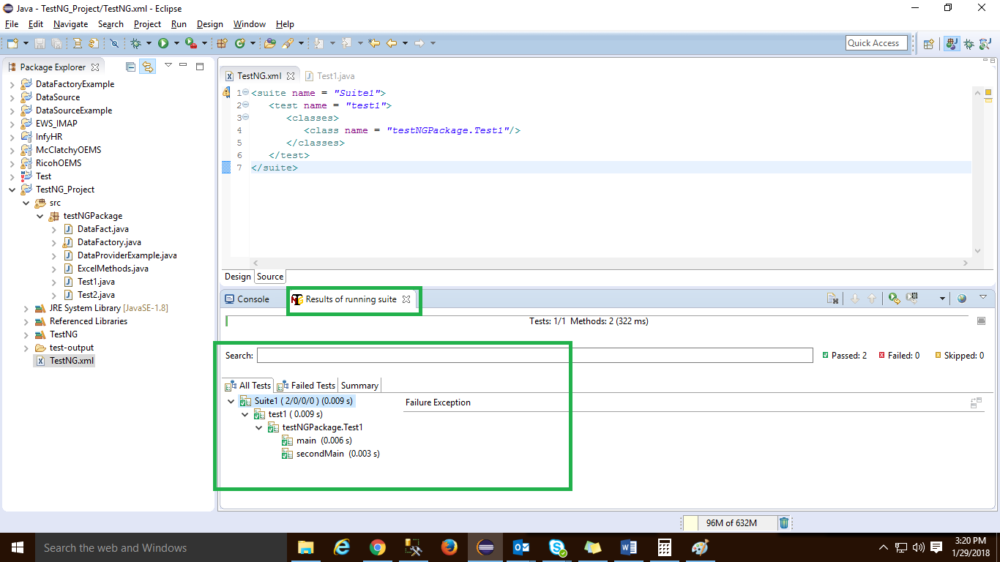 Java - TestNG_Project/TestNG.xml - Eclipse
File Edit Navigate Search Project Run Design Window Help
Quick Access
Package Explorer
DataFactoryExample
DataSource
DataSourceExample
EWS_IMAP
InfyHR
McClatchyOEMS
RicohOEMS
Test
TestNG_Project
src
testNGPackage
DataFact.java
DataFactory.java
DataProviderExample.java
ExcelMethods.java
Test1.java
Test2.java
JRE System Library [JavaSE-1.8]
Referenced Libraries
TestNG
test-output
TestNG.xml
TestNG.xml Test1.java
1 <suite name = "Suite1">
2 <test name = "test1">
3 <classes>
4 <class name = "testNGPackage.Test1"/>
5 </classes>
6 </test>
7 </suite>
Design Source
Console Results of running suite
Tests: 1/1 Methods: 2 (322 ms)
Search: Passed: 2 Failed: 0 Skipped: 0
All Tests Failed Tests Summary
Suite1 ( 2/0/0/0 ) (0.009 s)
test1 ( 0.009 s)
testNGPackage.Test1
main (0.006 s)
secondMain (0.003 s)
Failure Exception
96M of 632M
Search the web and Windows
3:20 PM
1/29/2018